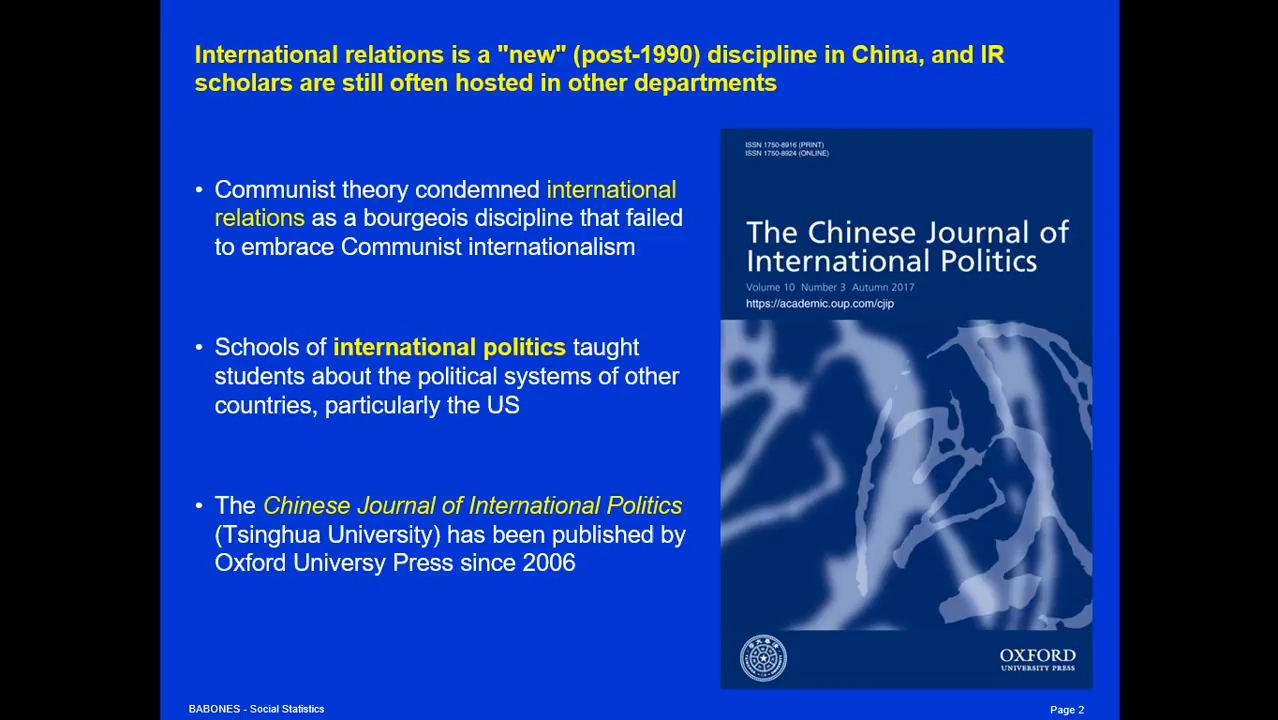 International relations is a "new" (post-1990) discipline in China, and IR
scholars are still often hosted in other departments
• Communist theory condemned international
relations as a bourgeois discipline that failed
to embrace Communist internationalism
• Schools of international politics taught
students about the political systems of other
countries, particularly the US
• The Chinese Journal of International Politics
(Tsinghua University) has been published by
Oxford Universy Press since 2006
ISSN 1750-8916 (PRINT)
ISSN 1750-8924 (ONLINE)
The Chinese Journal of
International Politics
Volume 10 Number 3 Autumn 2017
https://academic.oup.com/cjip
OXFORD
UNIVERSITY PRESS
BABONES - Social Statistics
Page 2